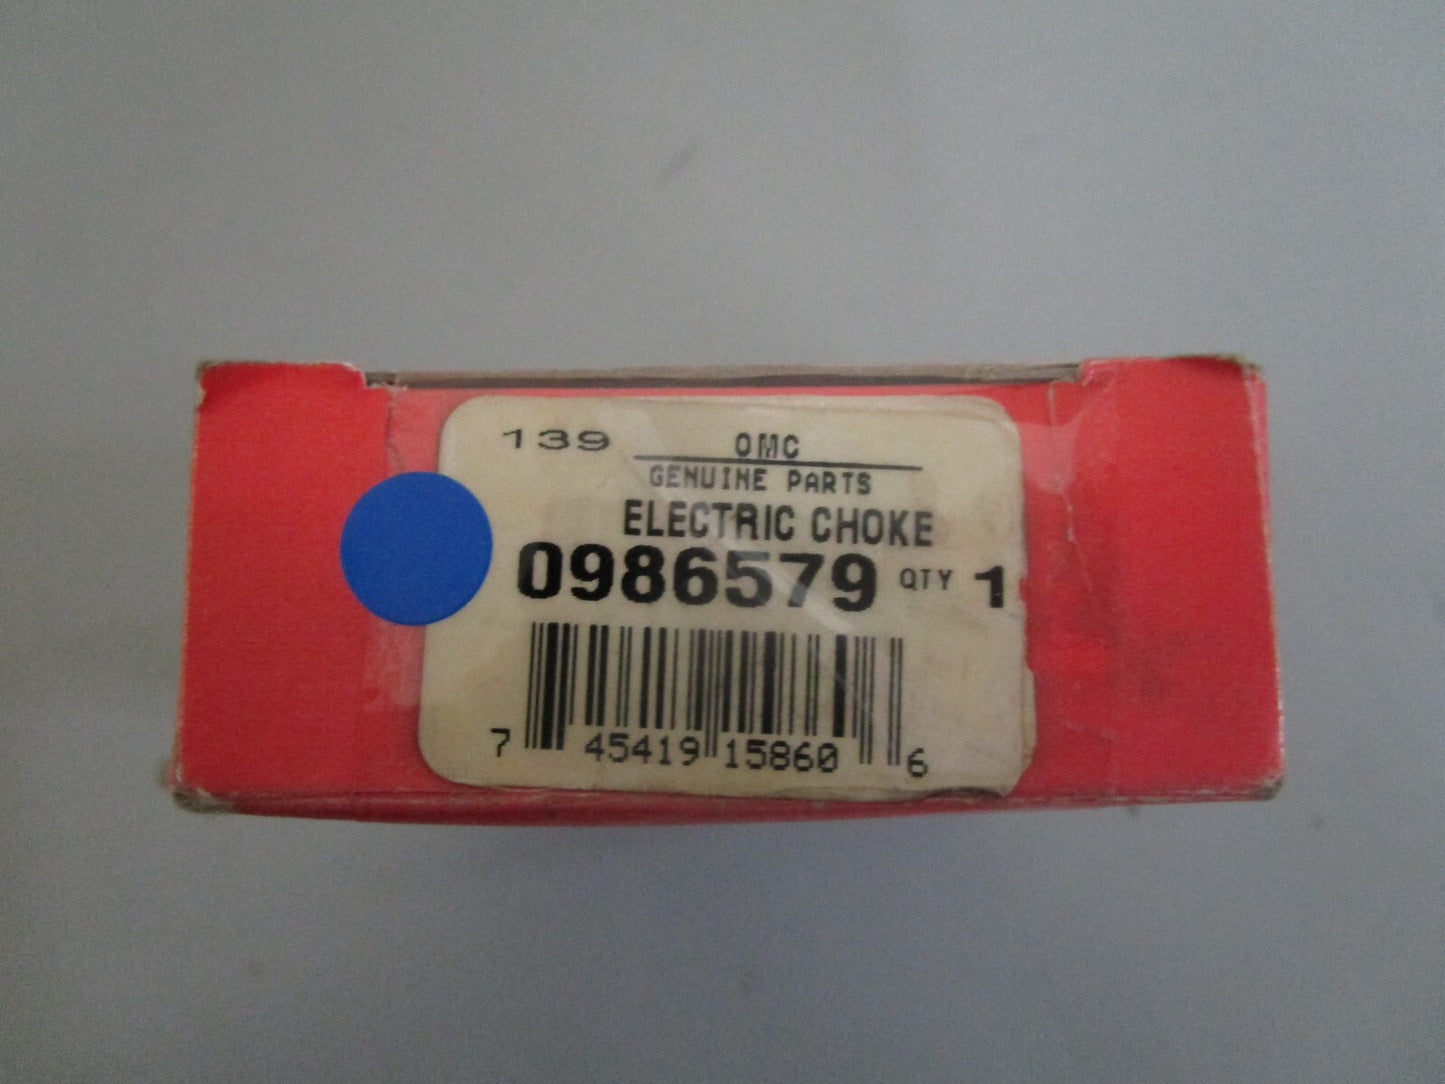 139 OMC
GENUINE PARTS
ELECTRIC CHOKE
0986579 QTY 1
7 45419 15860 6